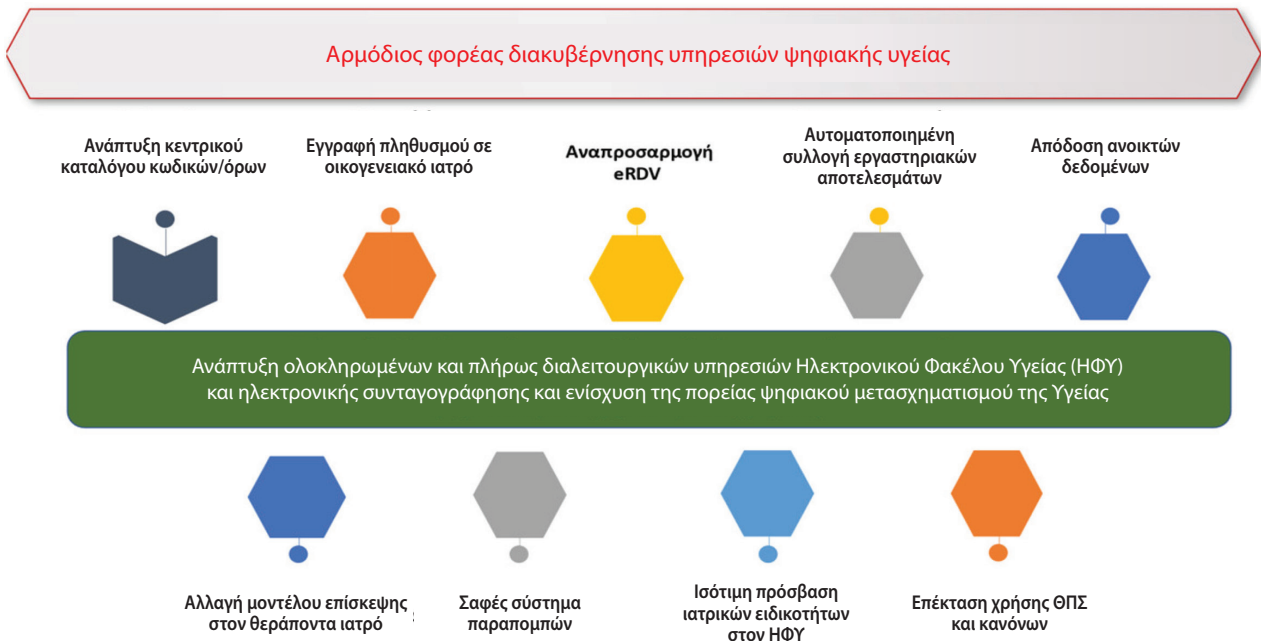 Αρμόδιος φορέας διακυβέρνησης υπηρεσιών ψηφιακής υγείας
Ανάπτυξη κεντρικού
καταλόγου κωδικών/όρων
Εγγραφή πληθυσμού σε
οικογενειακό ιατρό
Αναπροσαρμογή
eRDV
Αυτοματοποιημένη
συλλογή εργαστηριακών
αποτελεσμάτων
Απόδοση ανοικτών
δεδομένων
Ανάπτυξη ολοκληρωμένων και πλήρως διαλειτουργικών υπηρεσιών Ηλεκτρονικού Φακέλου Υγείας (ΗΦΥ)
και ηλεκτρονικής συνταγογράφησης και ενίσχυση της πορείας ψηφιακού μετασχηματισμού της Υγείας
Αλλαγή μοντέλου επίσκεψης
στον θεράποντα ιατρό
Σαφές σύστημα
παραπομπών
Ισότιμη πρόσβαση
ιατρικών ειδικοτήτων
στον ΗΦΥ
Επέκταση χρήσης ΘΠΣ
και κανόνων